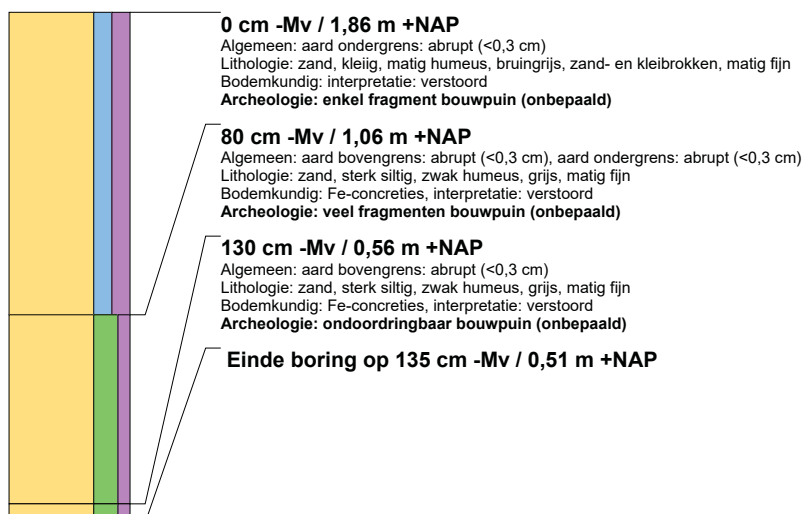 0 cm -Mv / 1,86 m +NAP
Algemeen: aard ondergrens: abrupt (<0,3 cm)
Lithologie: zand, kleiig, matig humeus, bruingrijs, zand- en kleibrokken, matig fijn
Bodemkundig: interpretatie: verstoord
Archeologie: enkel fragment bouwpuin (onbepaald)
80 cm -Mv / 1,06 m +NAP
Algemeen: aard bovengrens: abrupt (<0,3 cm), aard ondergrens: abrupt (<0,3 cm)
Lithologie: zand, sterk siltig, zwak humeus, grijs, matig fijn
Bodemkundig: Fe-concreties, interpretatie: verstoord
Archeologie: veel fragmenten bouwpuin (onbepaald)
130 cm -Mv / 0,56 m +NAP
Algemeen: aard bovengrens: abrupt (<0,3 cm)
Lithologie: zand, sterk siltig, zwak humeus, grijs, matig fijn
Bodemkundig: Fe-concreties, interpretatie: verstoord
Archeologie: ondoordringbaar bouwpuin (onbepaald)
Einde boring op 135 cm -Mv / 0,51 m +NAP